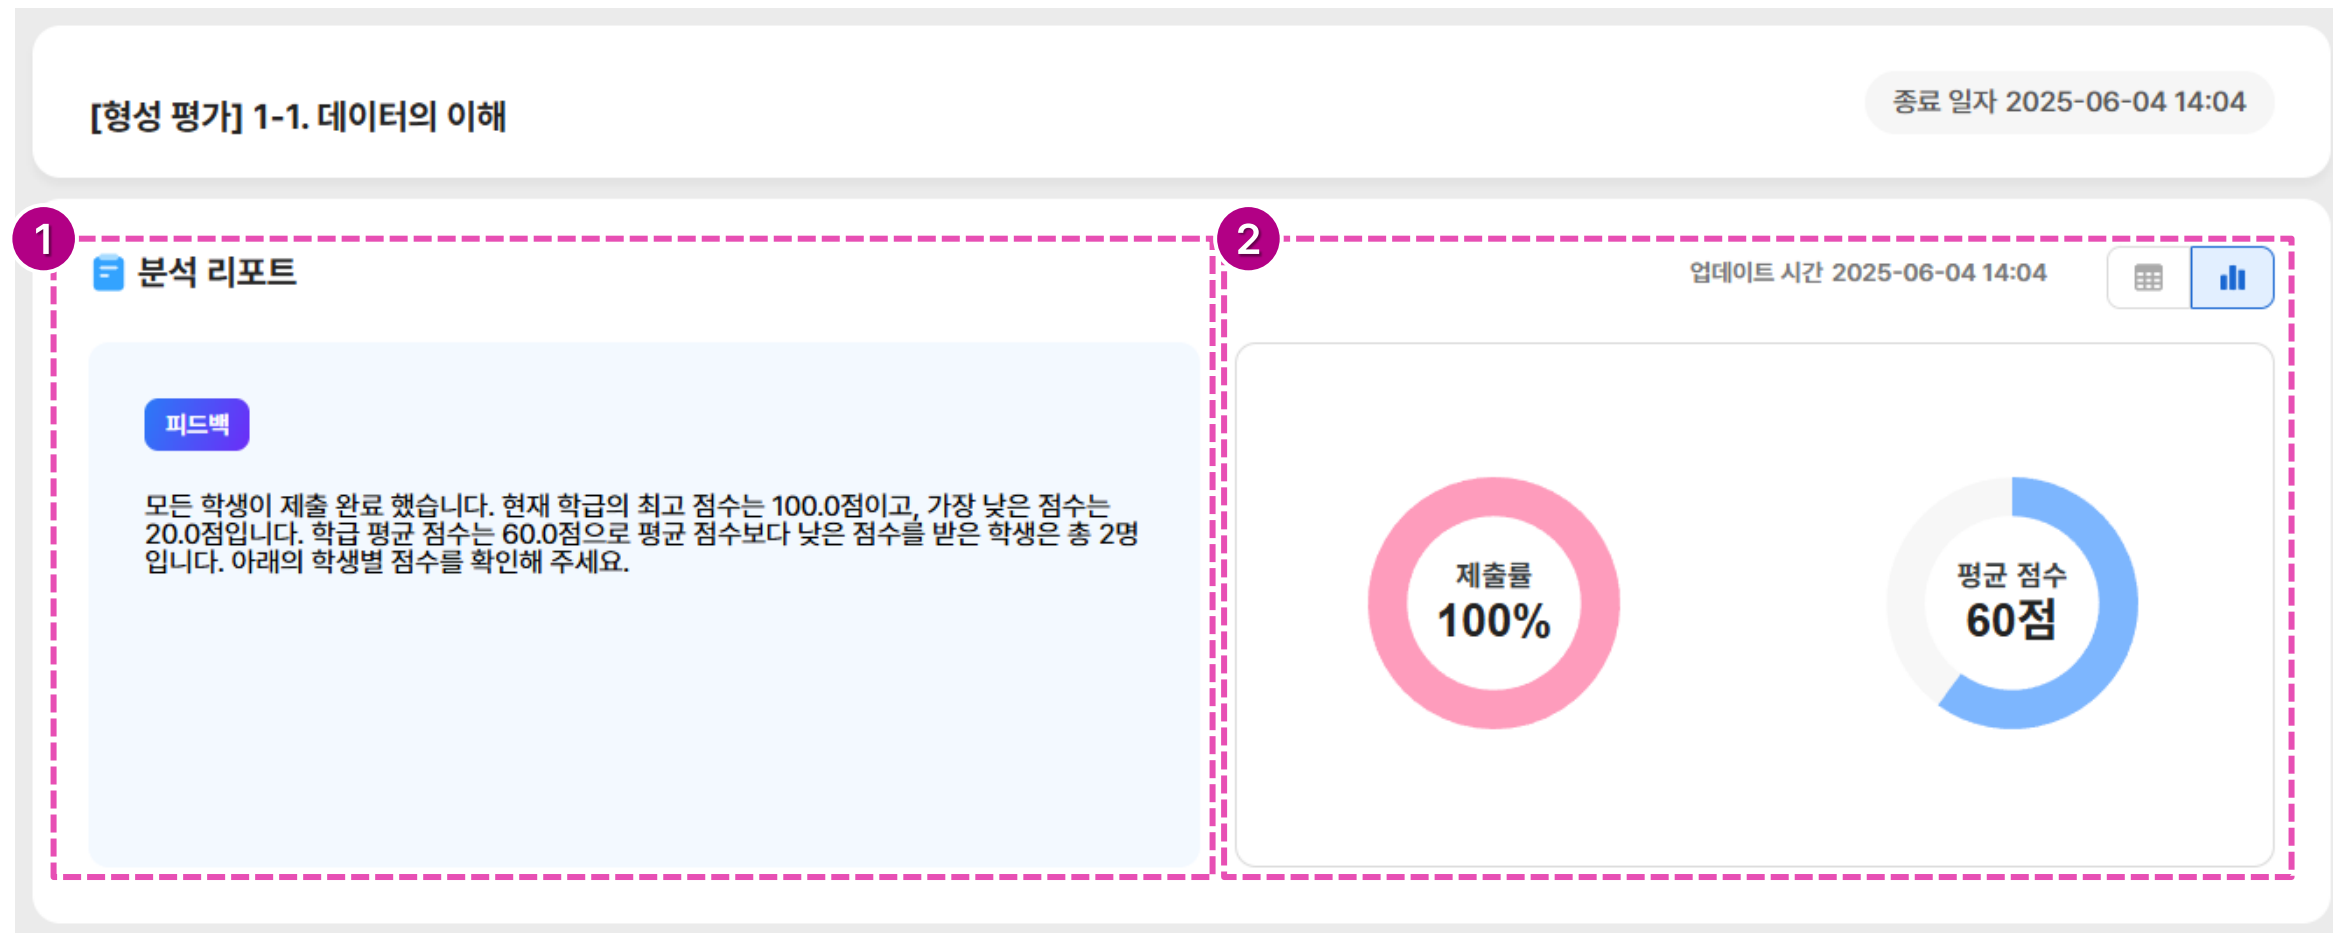 [형성 평가] 1-1. 데이터의 이해
종료 일자 2025-06-04 14:04
1
분석 리포트
피드백
모든 학생이 제출 완료 했습니다. 현재 학급의 최고 점수는 100.0점이고, 가장 낮은 점수는
20.0점입니다. 학급 평균 점수는 60.0점으로 평균 점수보다 낮은 점수를 받은 학생은 총 2명
입니다. 아래의 학생별 점수를 확인해 주세요.
2
업데이트 시간 2025-06-04 14:04
제출률
100%
평균 점수
60점